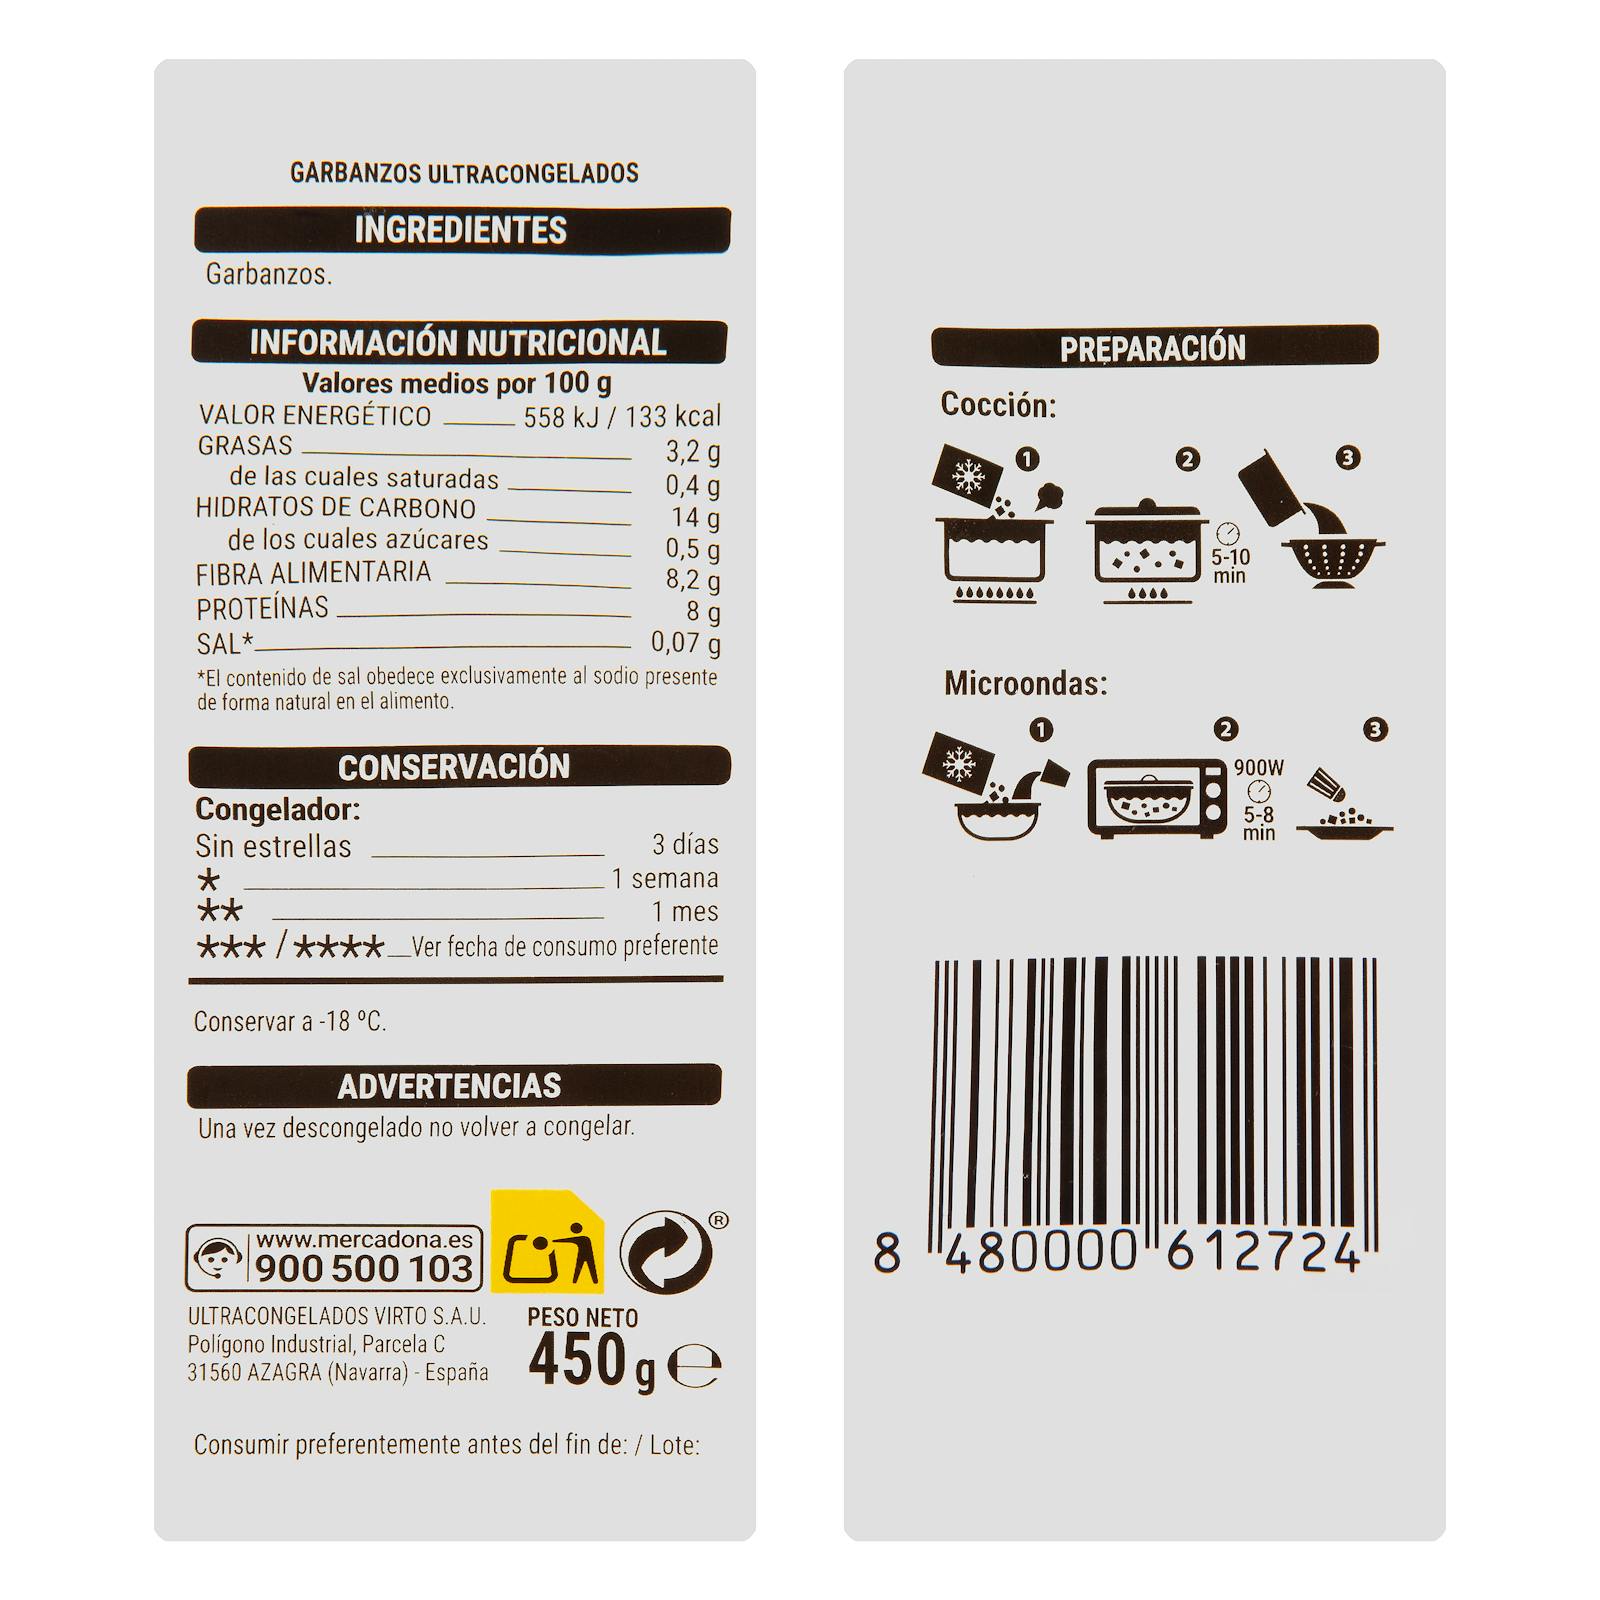 GARBANZOS ULTRACONGELADOS
INGREDIENTES
Garbanzos.
INFORMACIÓN NUTRICIONAL
Valores medios por 100 g
VALOR ENERGÉTICO 558 kJ / 133 kcal
GRASAS 3,2 g
de las cuales saturadas 0,4 g
HIDRATOS DE CARBONO 14 g
de los cuales azúcares 0,5 g
FIBRA ALIMENTARIA 8,2 g
PROTEÍNAS 8 g
SAL* 0,07 g
*El contenido de sal obedece exclusivamente al sodio presente
de forma natural en el alimento.
CONSERVACIÓN
Congelador:
Sin estrellas 3 días
* 1 semana
** 1 mes
*** / **** Ver fecha de consumo preferente
Conservar a -18 ºC.
ADVERTENCIAS
Una vez descongelado no volver a congelar.
www.mercadona.es
900 500 103
®
ULTRACONGELADOS VIRTO S.A.U.
Polígono Industrial, Parcela C
31560 AZAGRA (Navarra) - España
PESO NETO
450 g e
Consumir preferentemente antes del fin de: / Lote:
PREPARACIÓN
Cocción:
1 2 3
5-10
min
Microondas:
1 2 3
900W
5-8
min
8 480000 612724